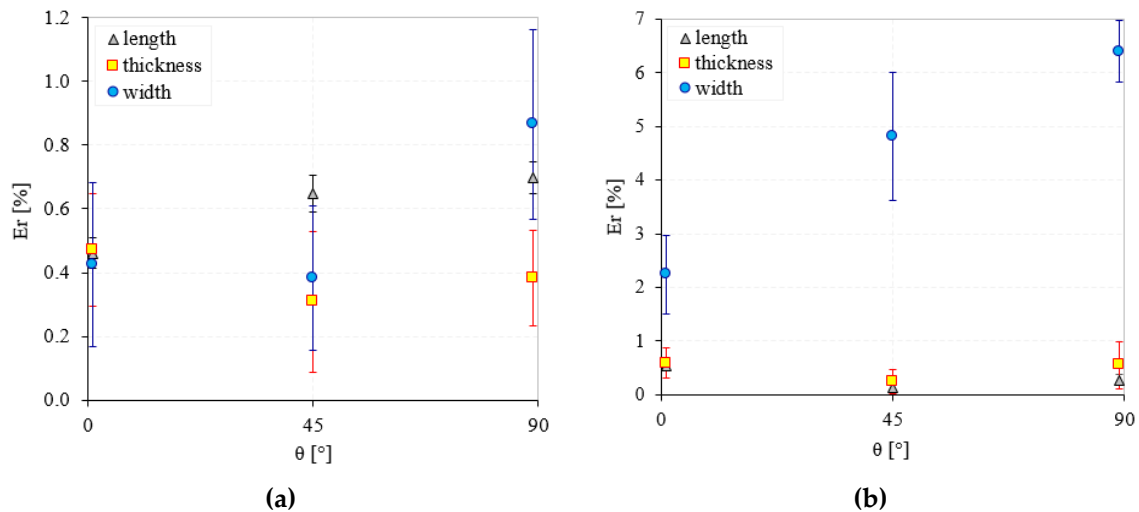 1.2
1.0
0.8
0.6
0.4
0.2
0.0
Er [%]
length
thickness
width
0 45 90
θ [°]
(a)
7
6
5
4
3
2
1
0
Er [%]
length
thickness
width
0 45 90
θ [°]
(b)